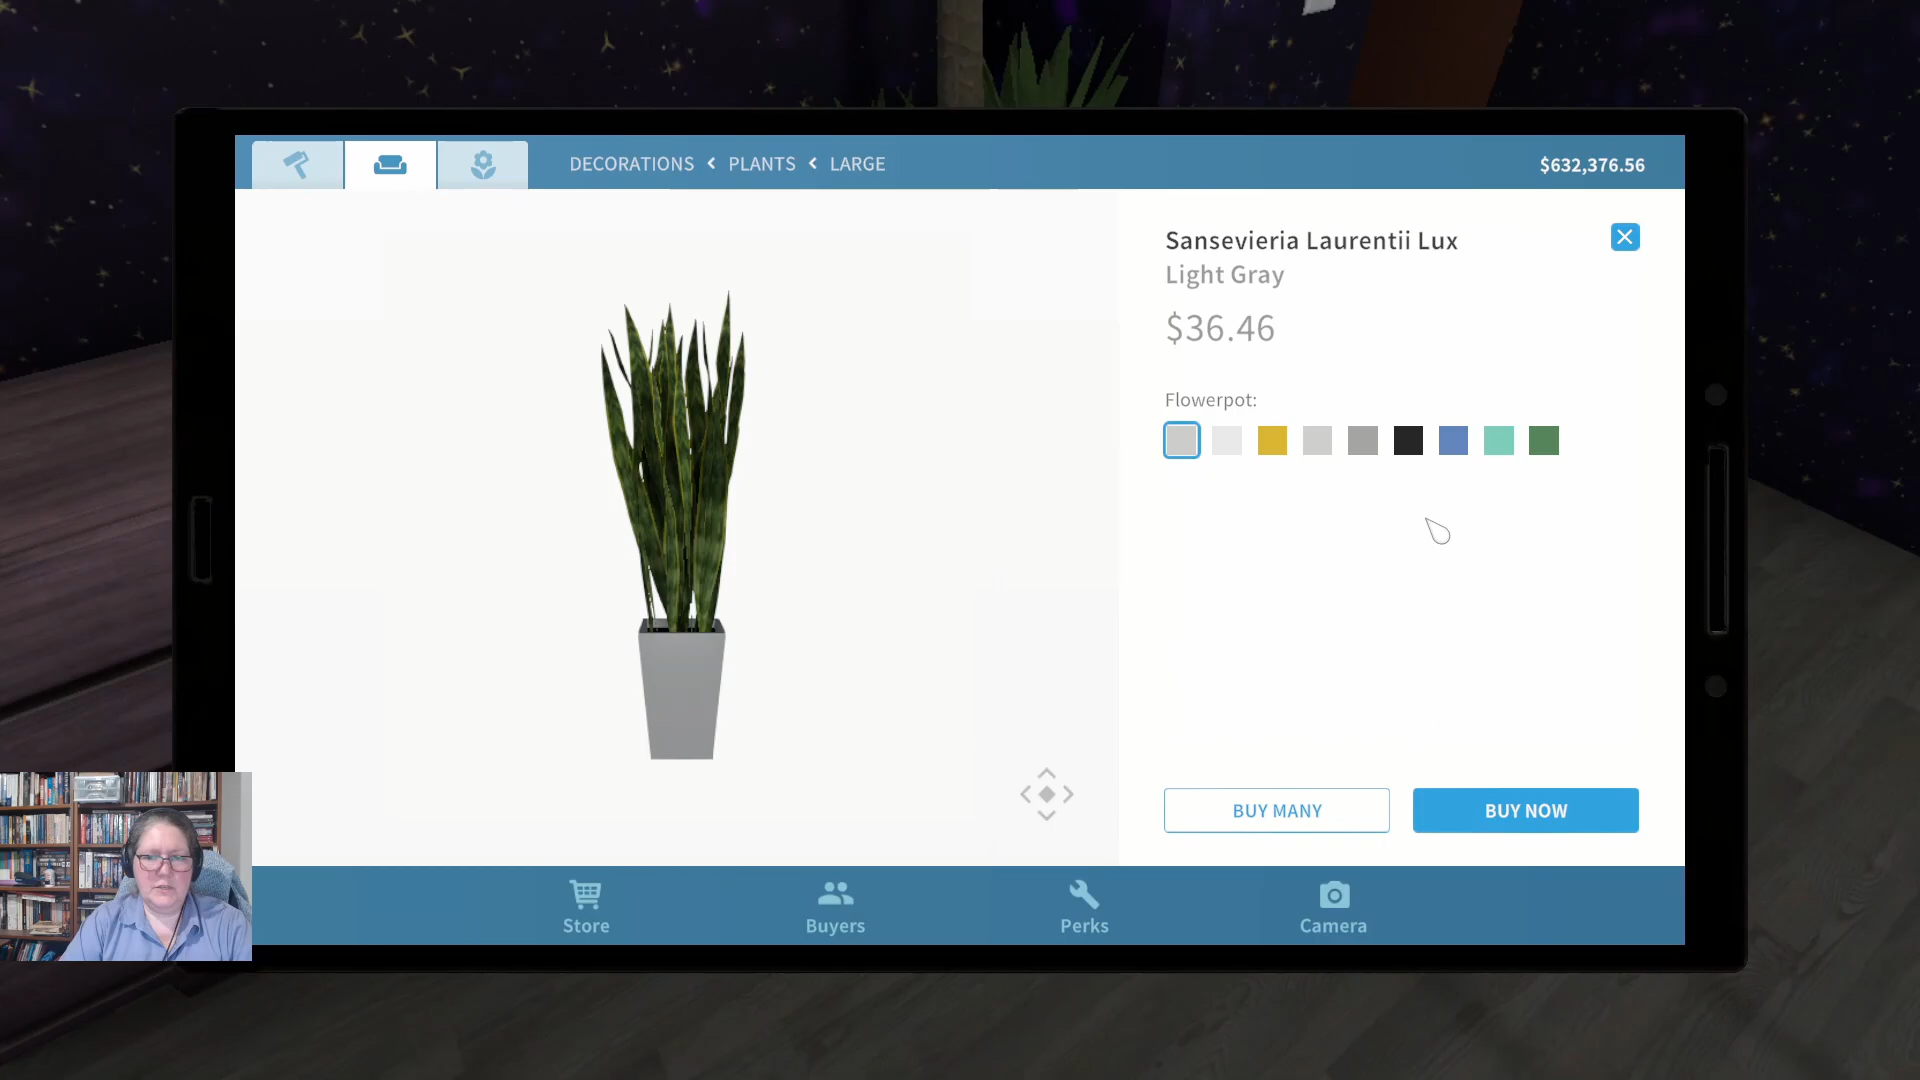 DECORATIONS < PLANTS < LARGE
$632,376.56
Sansevieria Laurentii Lux
Light Gray
$36.46
Flowerpot:
BUY MANY
BUY NOW
Store
Buyers
Perks
Camera